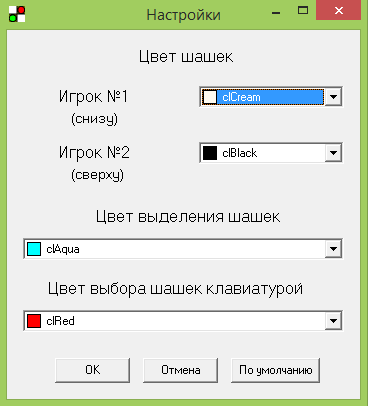 Настройки
Цвет шашек
Игрок №1
clCream
(снизу)
Игрок №2
clBlack
(сверху)
Цвет выделения шашек
clAqua
Цвет выбора шашек клавиатурой
clRed
OK Отмена По умолчанию